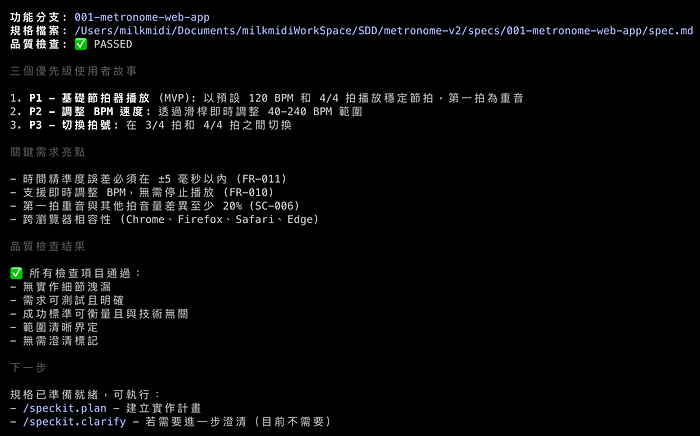 功能分支: 001-metronome-web-app
規格檔案: /Users/milkmidi/Documents/milkmidiWorkSpace/SDD/metronome-v2/specs/001-metronome-web-app/spec.md
品質檢查: ✅ PASSED
三個優先級使用者故事
1. P1 - 基礎節拍器播放 (MVP): 以預設 120 BPM 和 4/4 拍播放穩定節拍，第一拍為重音
2. P2 - 調整 BPM 速度: 透過滑桿即時調整 40-240 BPM 範圍
3. P3 - 切換拍號: 在 3/4 拍和 4/4 拍之間切換
關鍵需求亮點
- 時間精準度誤差必須在 ±5 毫秒以內 (FR-011)
- 支援即時調整 BPM，無需停止播放 (FR-010)
- 第一拍重音與其他拍音量差異至少 20% (SC-006)
- 跨瀏覽器相容性 (Chrome、Firefox、Safari、Edge)
品質檢查結果
✅ 所有檢查項目通過：
- 無實作細節洩漏
- 需求可測試且明確
- 成功標準可衡量且與技術無關
- 範圍清晰界定
- 無需澄清標記
下一步
規格已準備就緒，可執行：
- /speckit.plan - 建立實作計畫
- /speckit.clarify - 若需要進一步澄清 (目前不需要)